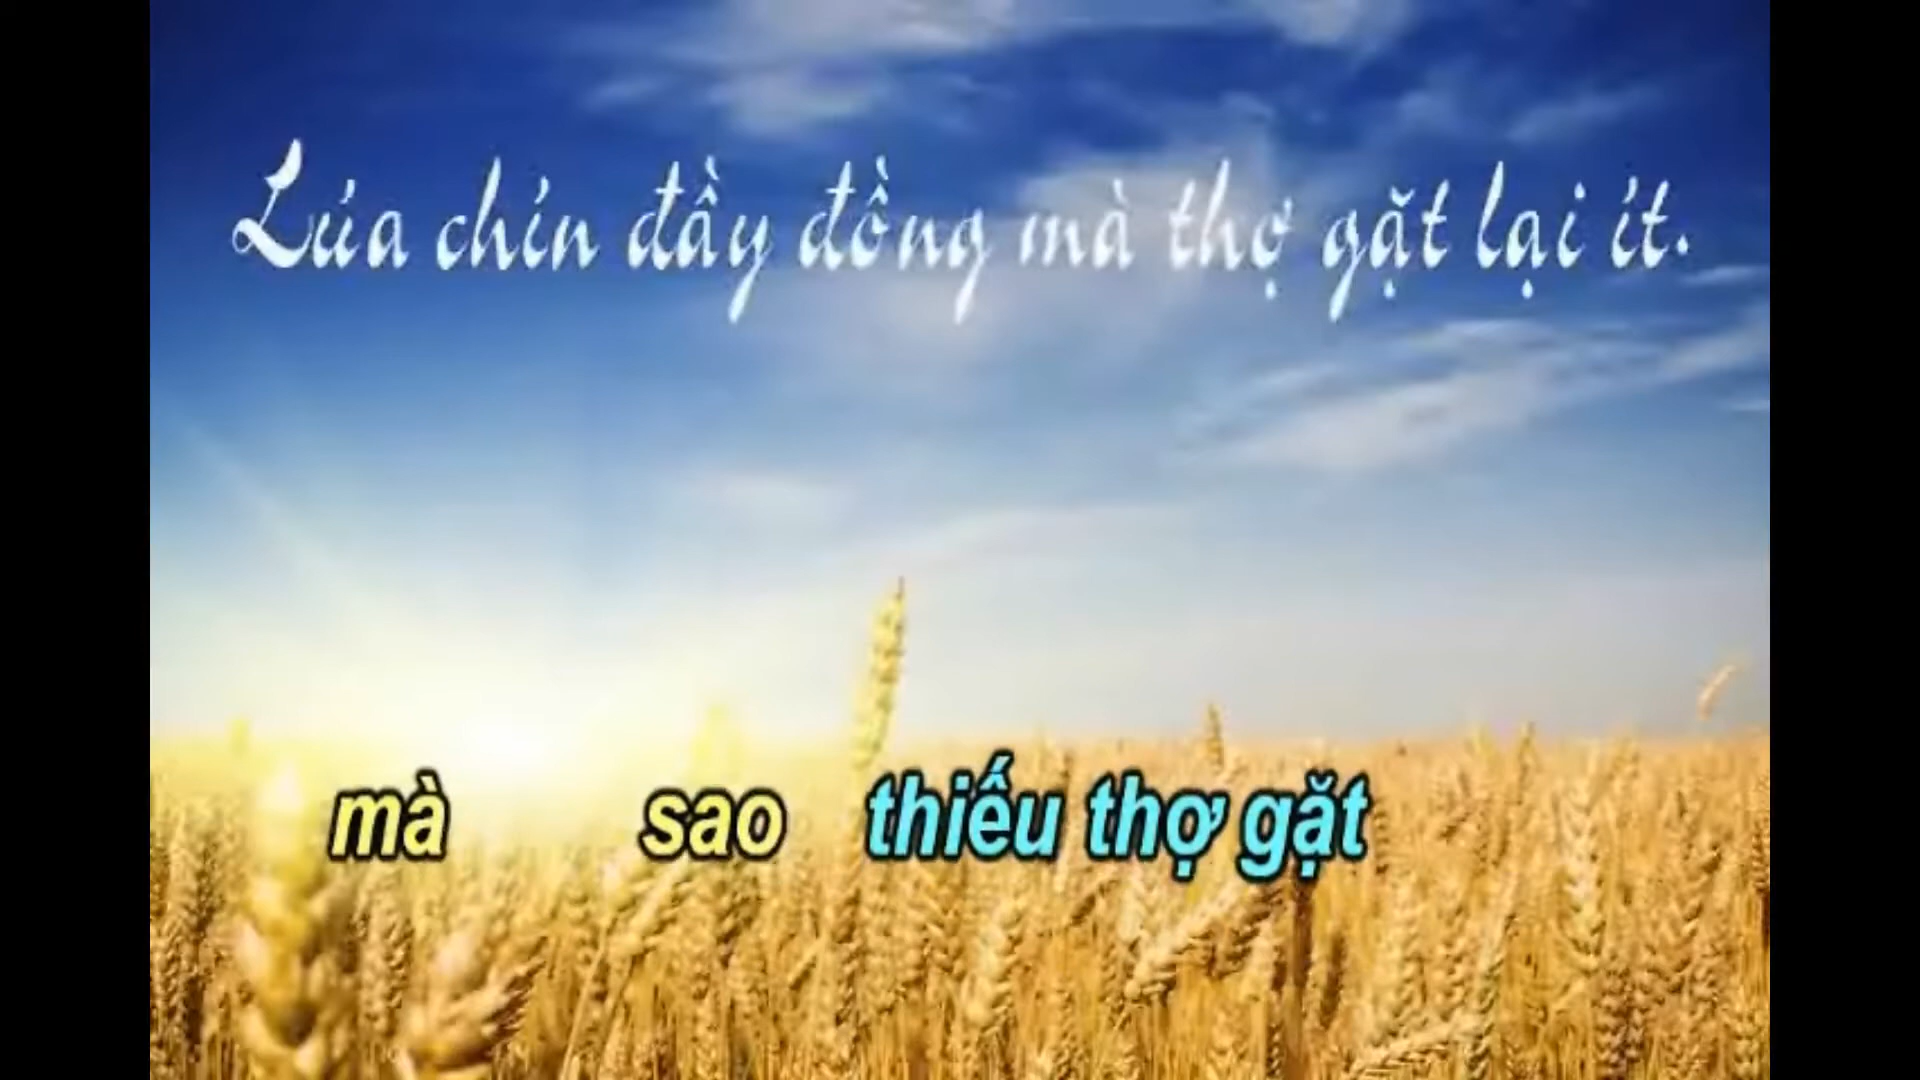 Lúa chín đầy đồng mà thợ gặt lại ít.
mà sao thiếu thợ gặt